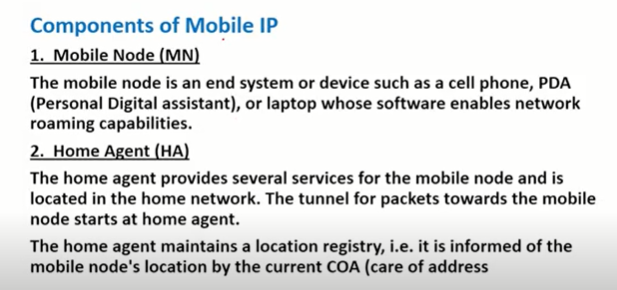 Components of Mobile IP
1. Mobile Node (MN)
The mobile node is an end system or device such as a cell phone, PDA
(Personal Digital assistant), or laptop whose software enables network
roaming capabilities.
2. Home Agent (HA)
The home agent provides several services for the mobile node and is
located in the home network. The tunnel for packets towards the mobile
node starts at home agent.
The home agent maintains a location registry, i.e. it is informed of the
mobile node's location by the current COA (care of address